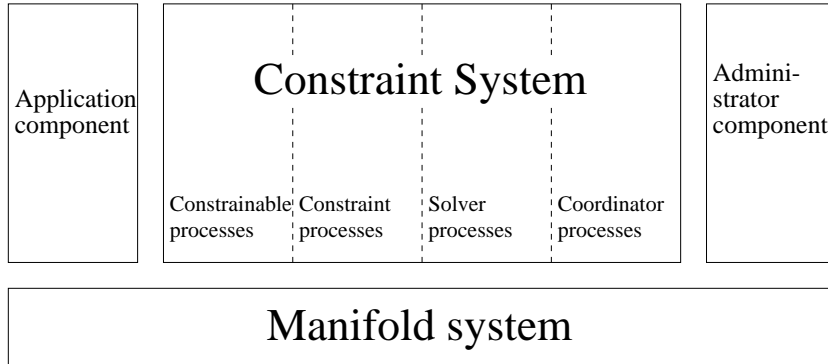 Application
component
Constraint System
Constrainable
processes
Constraint
processes
Solver
processes
Coordinator
processes
Admini-
strator
component
Manifold system